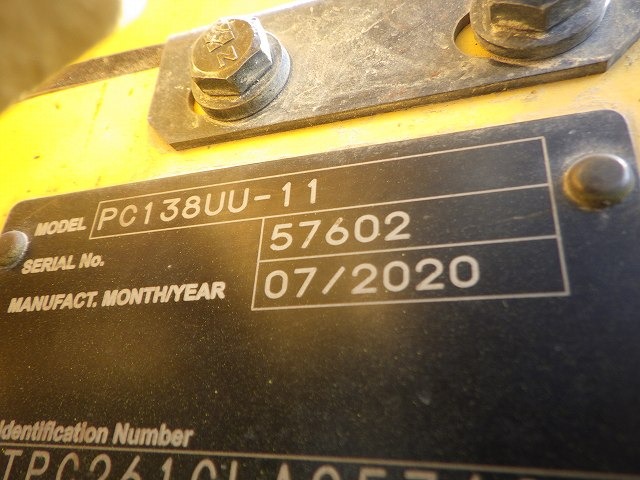 MODEL PC138UU-11
SERIAL No. 57602
MANUFACT. MONTH/YEAR 07/2020
Identification Number